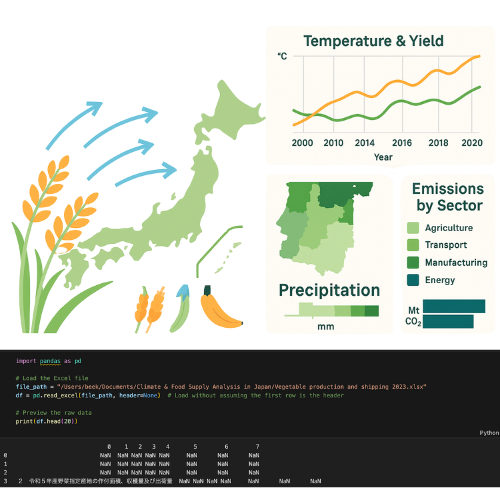 Temperature & Yield
°C
2000 2010 2014 2014 2018 2020
Year
Precipitation
mm
Emissions
by Sector
Agriculture
Transport
Manufacturing
Energy
Mt
CO₂
import pandas as pd
# Load the Excel file
file_path = "/Users/beek/Documents/Climate & Food Supply Analysis in Japan/Vegetable production and shipping 2023.xlsx"
df = pd.read_excel(file_path, header=None)  # Load without assuming the first row is the header
# Preview the raw data
print(df.head(20))
Python
0 1 2 3 4 5 6 7
0 NaN NaN NaN NaN NaN NaN NaN
1 NaN NaN NaN NaN NaN NaN NaN
2 NaN NaN NaN NaN NaN NaN NaN
3 2 令和５年産野菜指定産地の作付面積、収穫量及び出荷量 NaN NaN NaN NaN NaN NaN